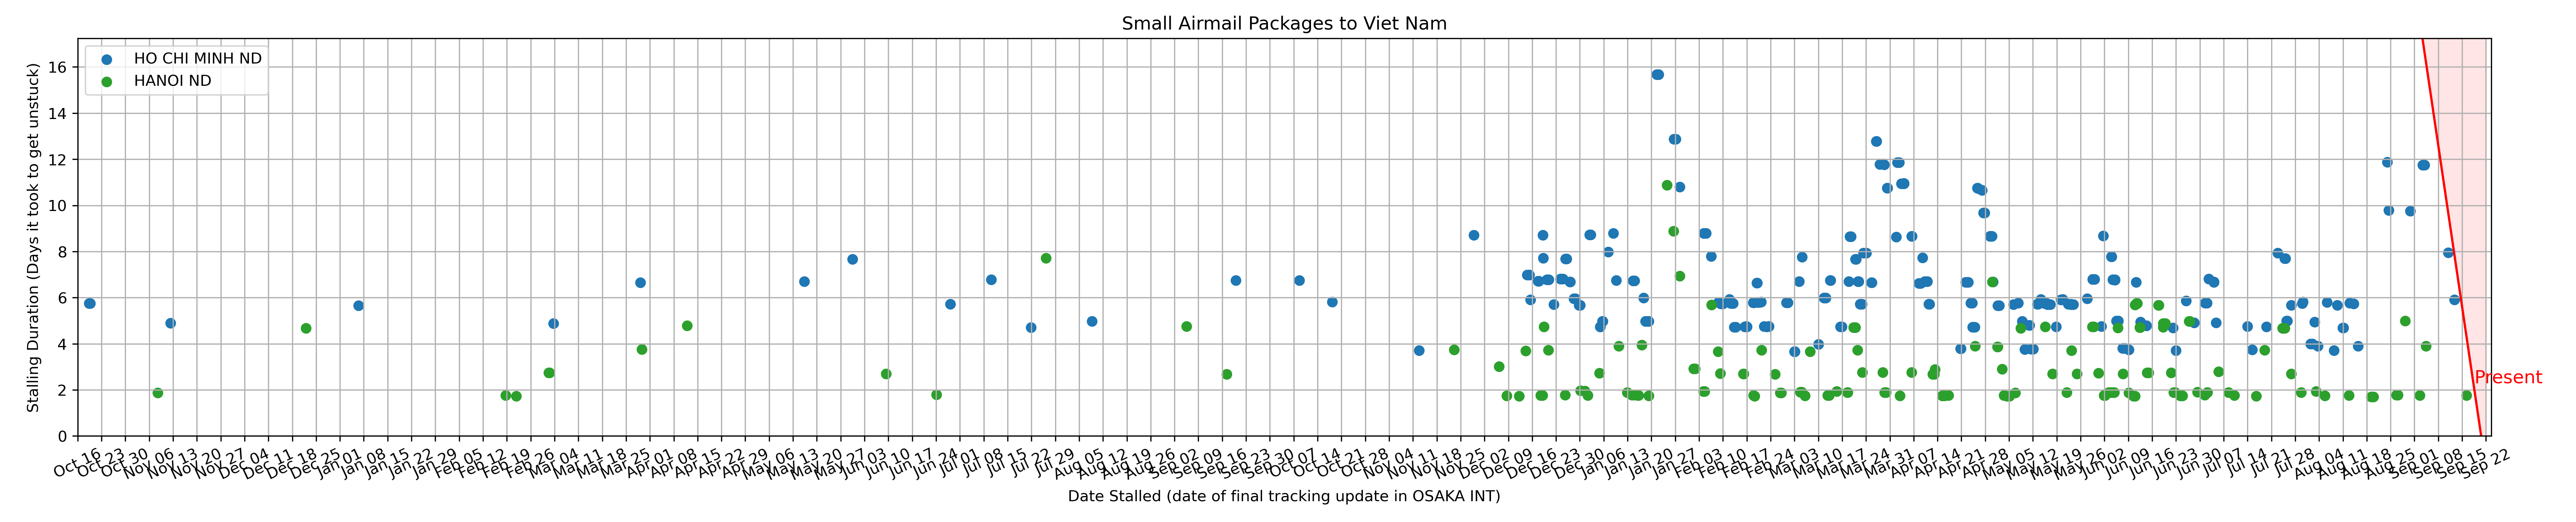 Small Airmail Packages to Viet Nam
HO CHI MINH ND
HANOI ND
Stalling Duration (Days it took to get unstuck)
16
14
12
10
8
6
4
2
0
Present
Oct 16
Oct 23
Oct 30
Nov 06
Nov 13
Nov 20
Nov 27
Dec 04
Dec 11
Dec 18
Dec 25
Jan 01
Jan 08
Jan 15
Jan 22
Jan 29
Feb 05
Feb 12
Feb 19
Feb 26
Mar 04
Mar 11
Mar 18
Mar 25
Apr 01
Apr 08
Apr 15
Apr 22
Apr 29
May 06
May 13
May 20
May 27
Jun 03
Jun 10
Jun 17
Jun 24
Jul 01
Jul 08
Jul 15
Jul 22
Jul 29
Aug 05
Aug 12
Aug 19
Aug 26
Sep 02
Sep 09
Sep 16
Sep 23
Sep 30
Oct 07
Oct 14
Oct 21
Oct 28
Nov 04
Nov 11
Nov 18
Nov 25
Dec 02
Dec 09
Dec 16
Dec 23
Dec 30
Jan 06
Jan 13
Jan 20
Jan 27
Feb 03
Feb 10
Feb 17
Feb 24
Mar 03
Mar 10
Mar 17
Mar 24
Mar 31
Apr 07
Apr 14
Apr 21
Apr 28
May 05
May 12
May 19
May 26
Jun 02
Jun 09
Jun 16
Jun 23
Jun 30
Jul 07
Jul 14
Jul 21
Jul 28
Aug 04
Aug 11
Aug 18
Aug 25
Sep 01
Sep 08
Sep 15
Sep 22
Date Stalled (date of final tracking update in OSAKA INT)